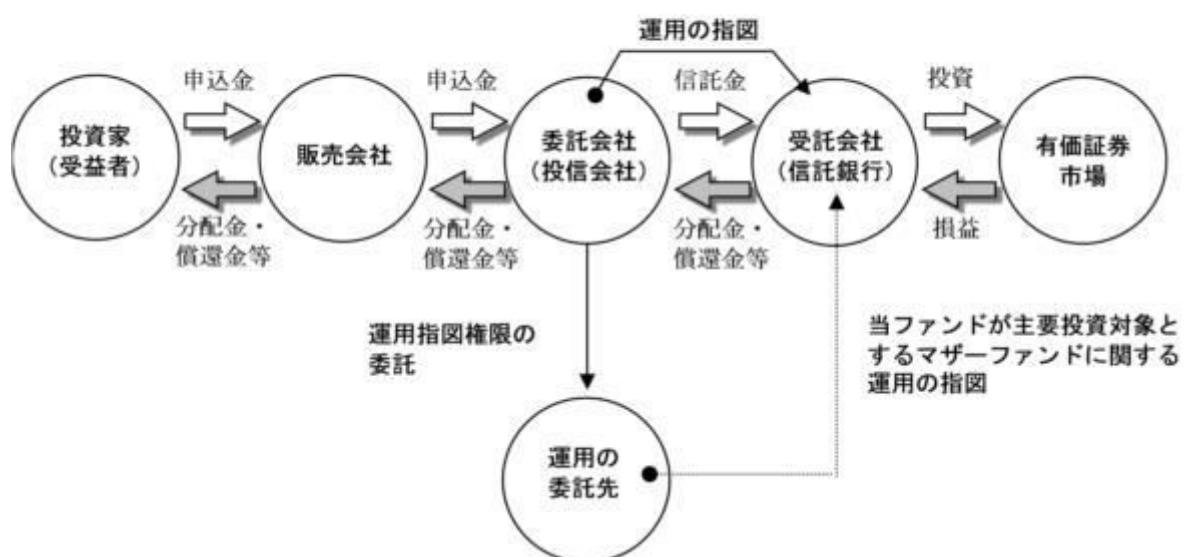 運用の指図
申込金
申込金
信託金
投資
投資家
（受益者）
販売会社
委託会社
（投信会社）
受託会社
（信託銀行）
有価証券
市場
分配金・
償還金等
分配金・
償還金等
分配金・
償還金等
損益
運用指図権限の
委託
当ファンドが主要投資対象と
するマザーファンドに関する
運用の指図
運用の
委託先